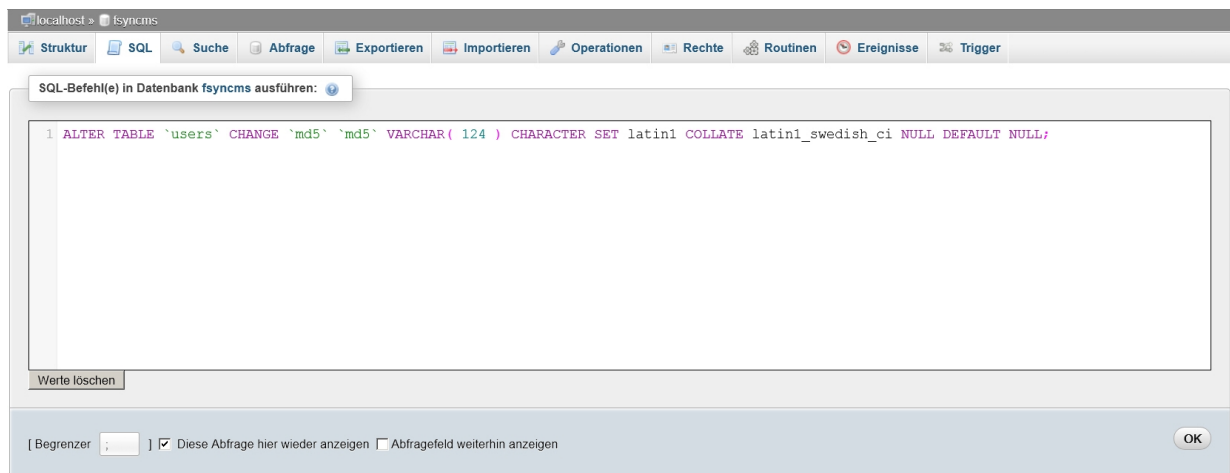 localhost » fsyncms
Struktur SQL Suche Abfrage Exportieren Importieren Operationen Rechte Routinen Ereignisse Trigger
SQL-Befehl(e) in Datenbank fsyncms ausführen:
1 ALTER TABLE `users` CHANGE `md5` `md5` VARCHAR( 124 ) CHARACTER SET latin1 COLLATE latin1_swedish_ci NULL DEFAULT NULL;
Werte löschen
[ Begrenzer ; ] Diese Abfrage hier wieder anzeigen Abfragefeld weiterhin anzeigen
OK